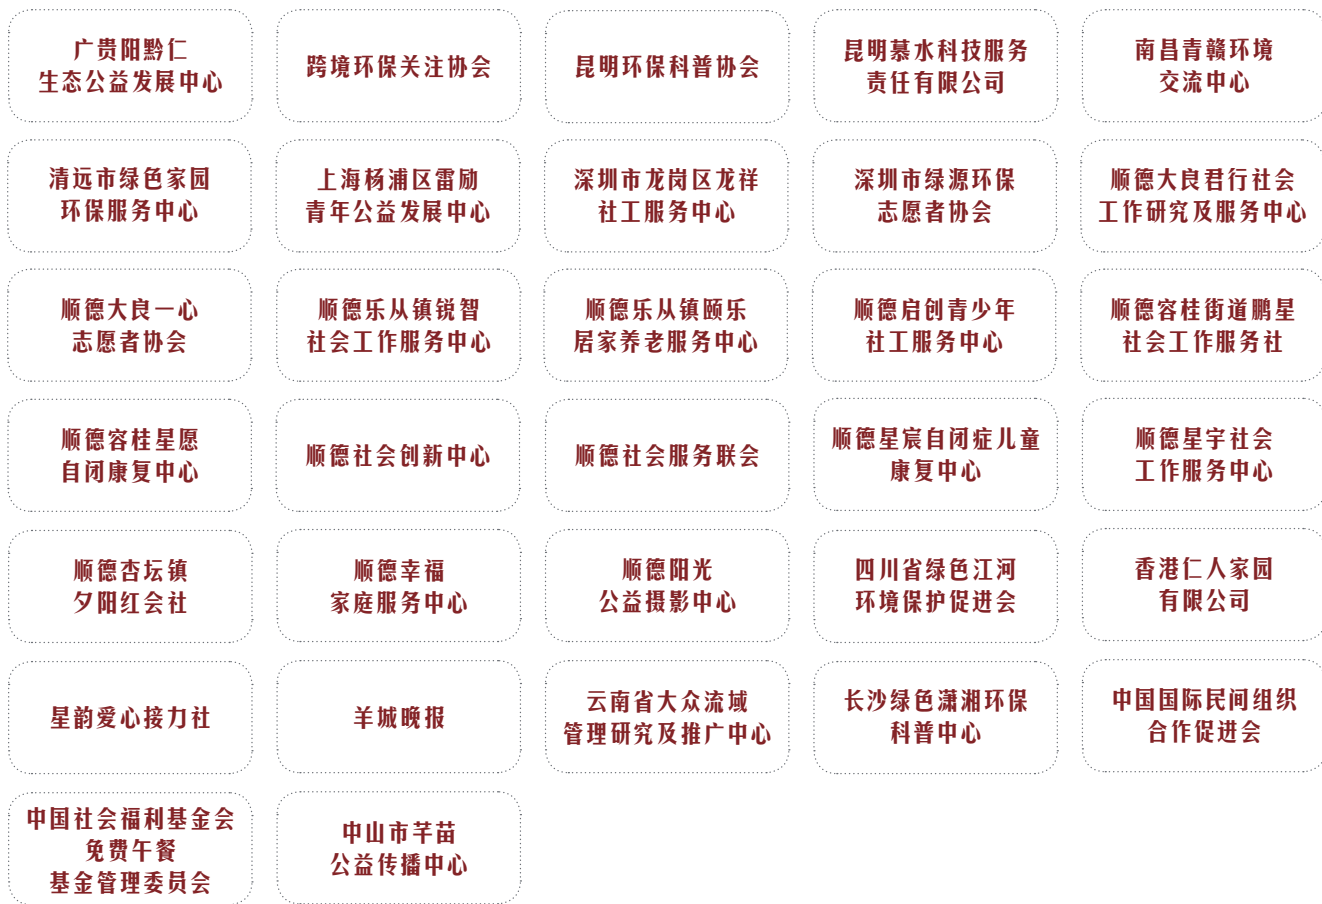 广贵阳黔仁
生态公益发展中心
跨境环保关注协会
昆明环保科普协会
昆明慕水科技服务
责任有限公司
南昌青赣环境
交流中心
清远市绿色家园
环保服务中心
上海杨浦区雷励
青年公益发展中心
深圳市龙岗区龙祥
社工服务中心
深圳市绿源环保
志愿者协会
顺德大良君行社会
工作研究及服务中心
顺德大良一心
志愿者协会
顺德乐从镇锐智
社会工作服务中心
顺德乐从镇颐乐
居家养老服务中心
顺德启创青少年
社工服务中心
顺德容桂街道鹏星
社会工作服务社
顺德容桂星愿
自闭康复中心
顺德社会创新中心
顺德社会服务联会
顺德星宸自闭症儿童
康复中心
顺德星宇社会
工作服务中心
顺德杏坛镇
夕阳红会社
顺德幸福
家庭服务中心
顺德阳光
公益摄影中心
四川省绿色江河
环境保护促进会
香港仁人家园
有限公司
星韵爱心接力社
羊城晚报
云南省大众流域
管理研究及推广中心
长沙绿色潇湘环保
科普中心
中国国际民间组织
合作促进会
中国社会福利基金会
免费午餐
基金管理委员会
中山市芊苗
公益传播中心